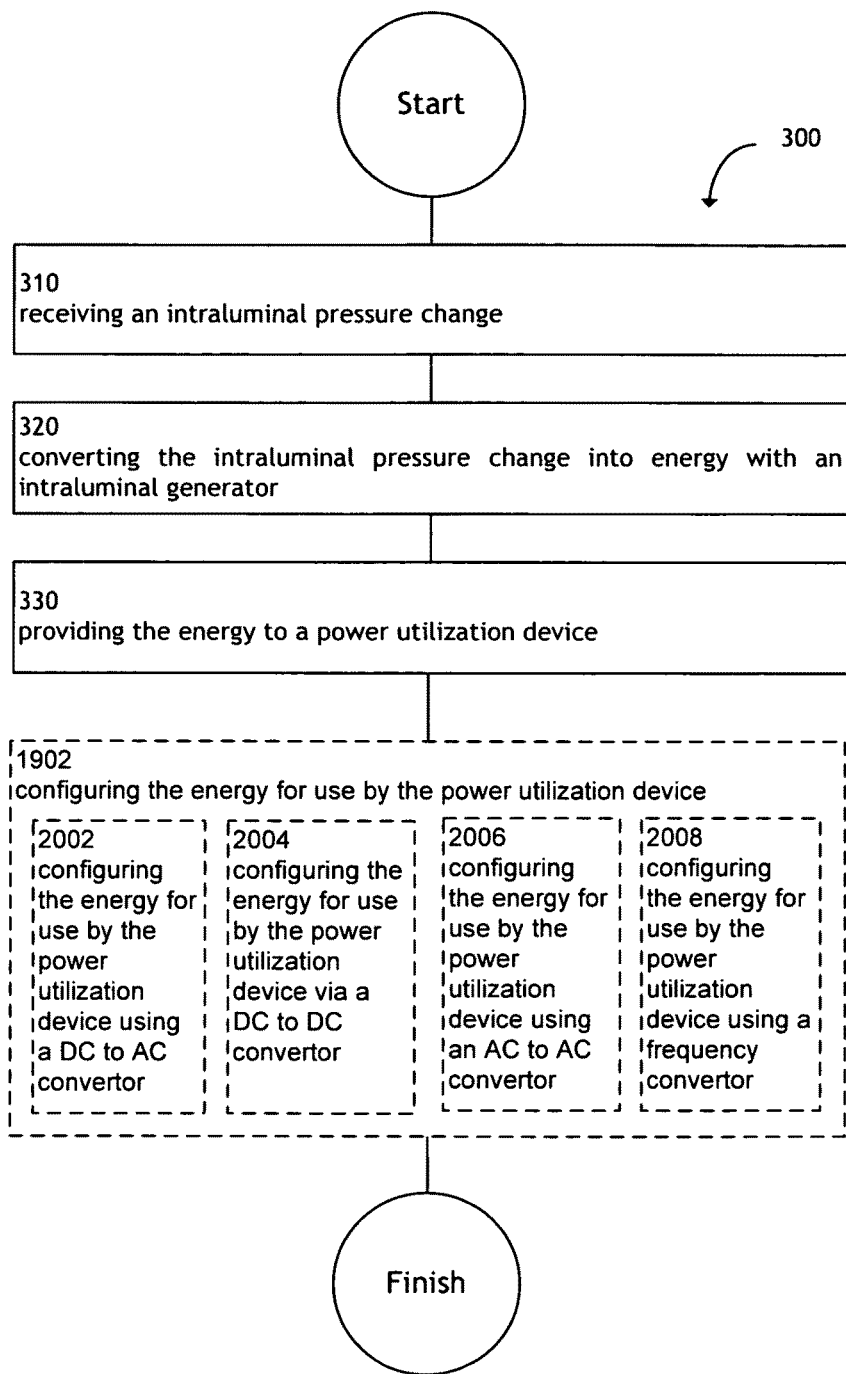 Start
300
310
receiving an intraluminal pressure change
320
converting the intraluminal pressure change into energy with an
intraluminal generator
330
providing the energy to a power utilization device
1902
configuring the energy for use by the power utilization device
2002
configuring
the energy for
use by the
power
utilization
device using
a DC to AC
convertor
2004
configuring the
energy for use
by the power
utilization
device via a
DC to DC
convertor
2006
configuring
the energy for
use by the
power
utilization
device using
an AC to AC
convertor
2008
configuring
the energy for
use by the
power
utilization
device using a
frequency
convertor
Finish